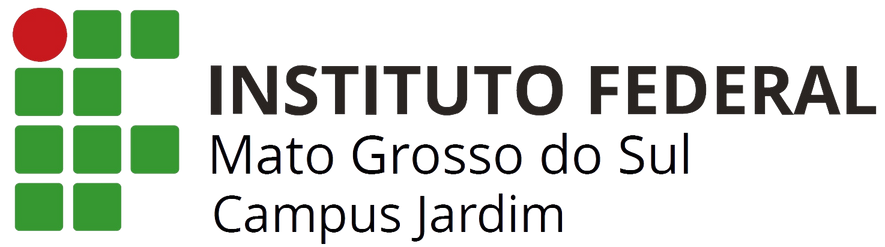 INSTITUTO FEDERAL
Mato Grosso do Sul
Campus Jardim